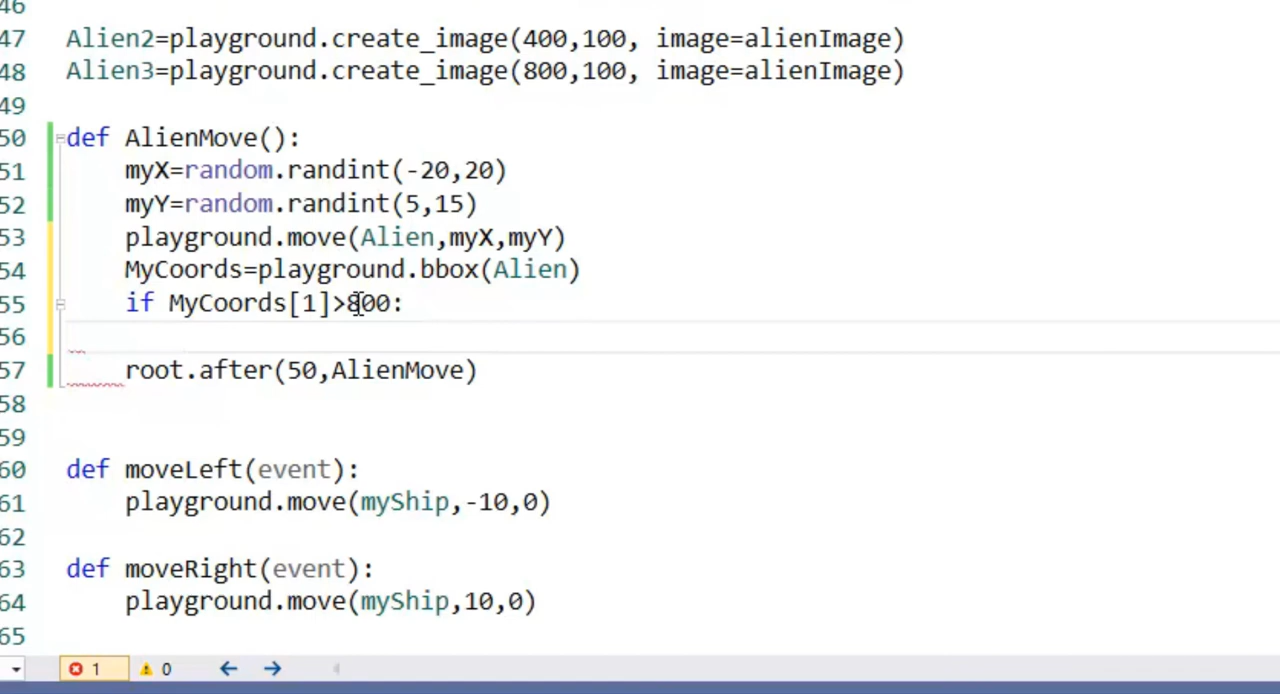 46
47 Alien2=playground.create_image(400,100, image=alienImage)
48 Alien3=playground.create_image(800,100, image=alienImage)
49
50 def AlienMove():
51 myX=random.randint(-20,20)
52 myY=random.randint(5,15)
53 playground.move(Alien,myX,myY)
54 MyCoords=playground.bbox(Alien)
55 if MyCoords[1]>800:
56
57 root.after(50,AlienMove)
58
59
60 def moveLeft(event):
61 playground.move(myShip,-10,0)
62
63 def moveRight(event):
64 playground.move(myShip,10,0)
65
1 0